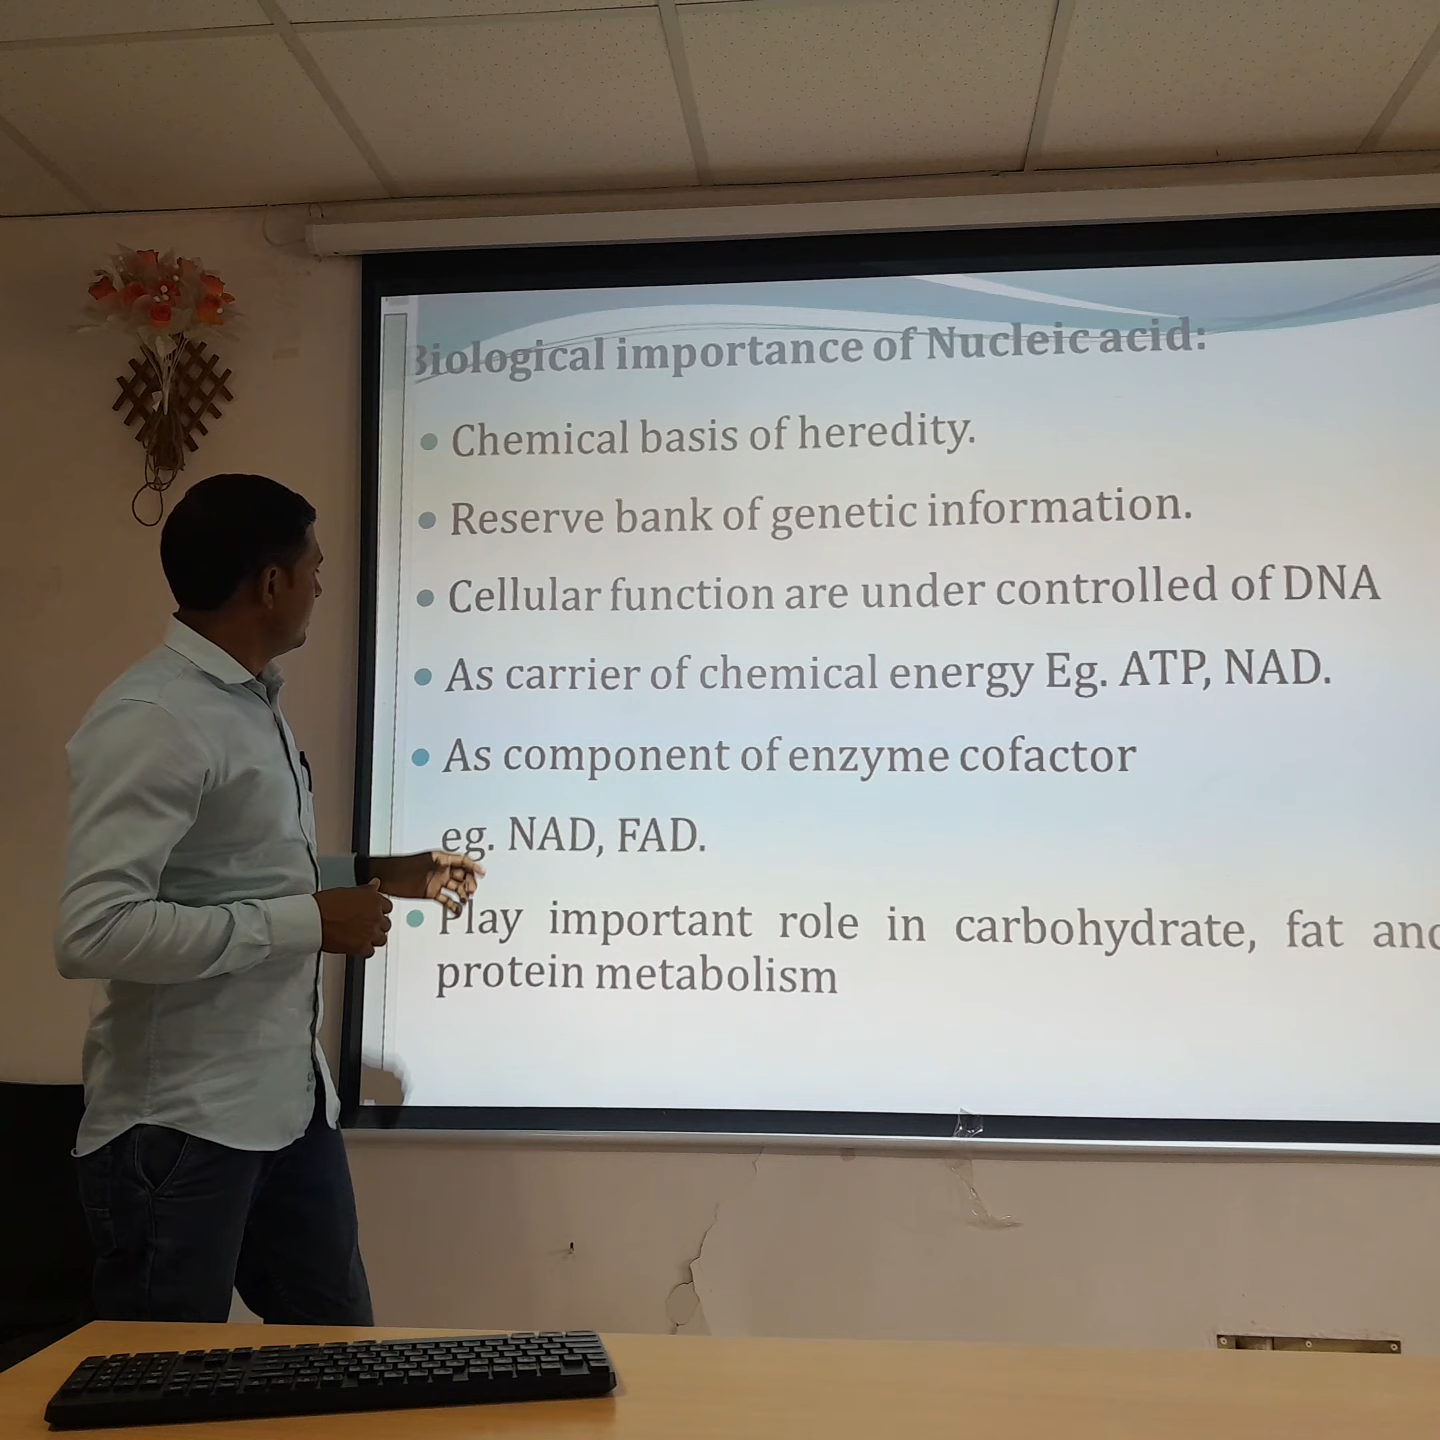 Biological importance of Nucleic acid:
• Chemical basis of heredity.
• Reserve bank of genetic information.
• Cellular function are under controlled of DNA
• As carrier of chemical energy Eg. ATP, NAD.
• As component of enzyme cofactor
eg. NAD, FAD.
• Play important role in carbohydrate, fat and
protein metabolism